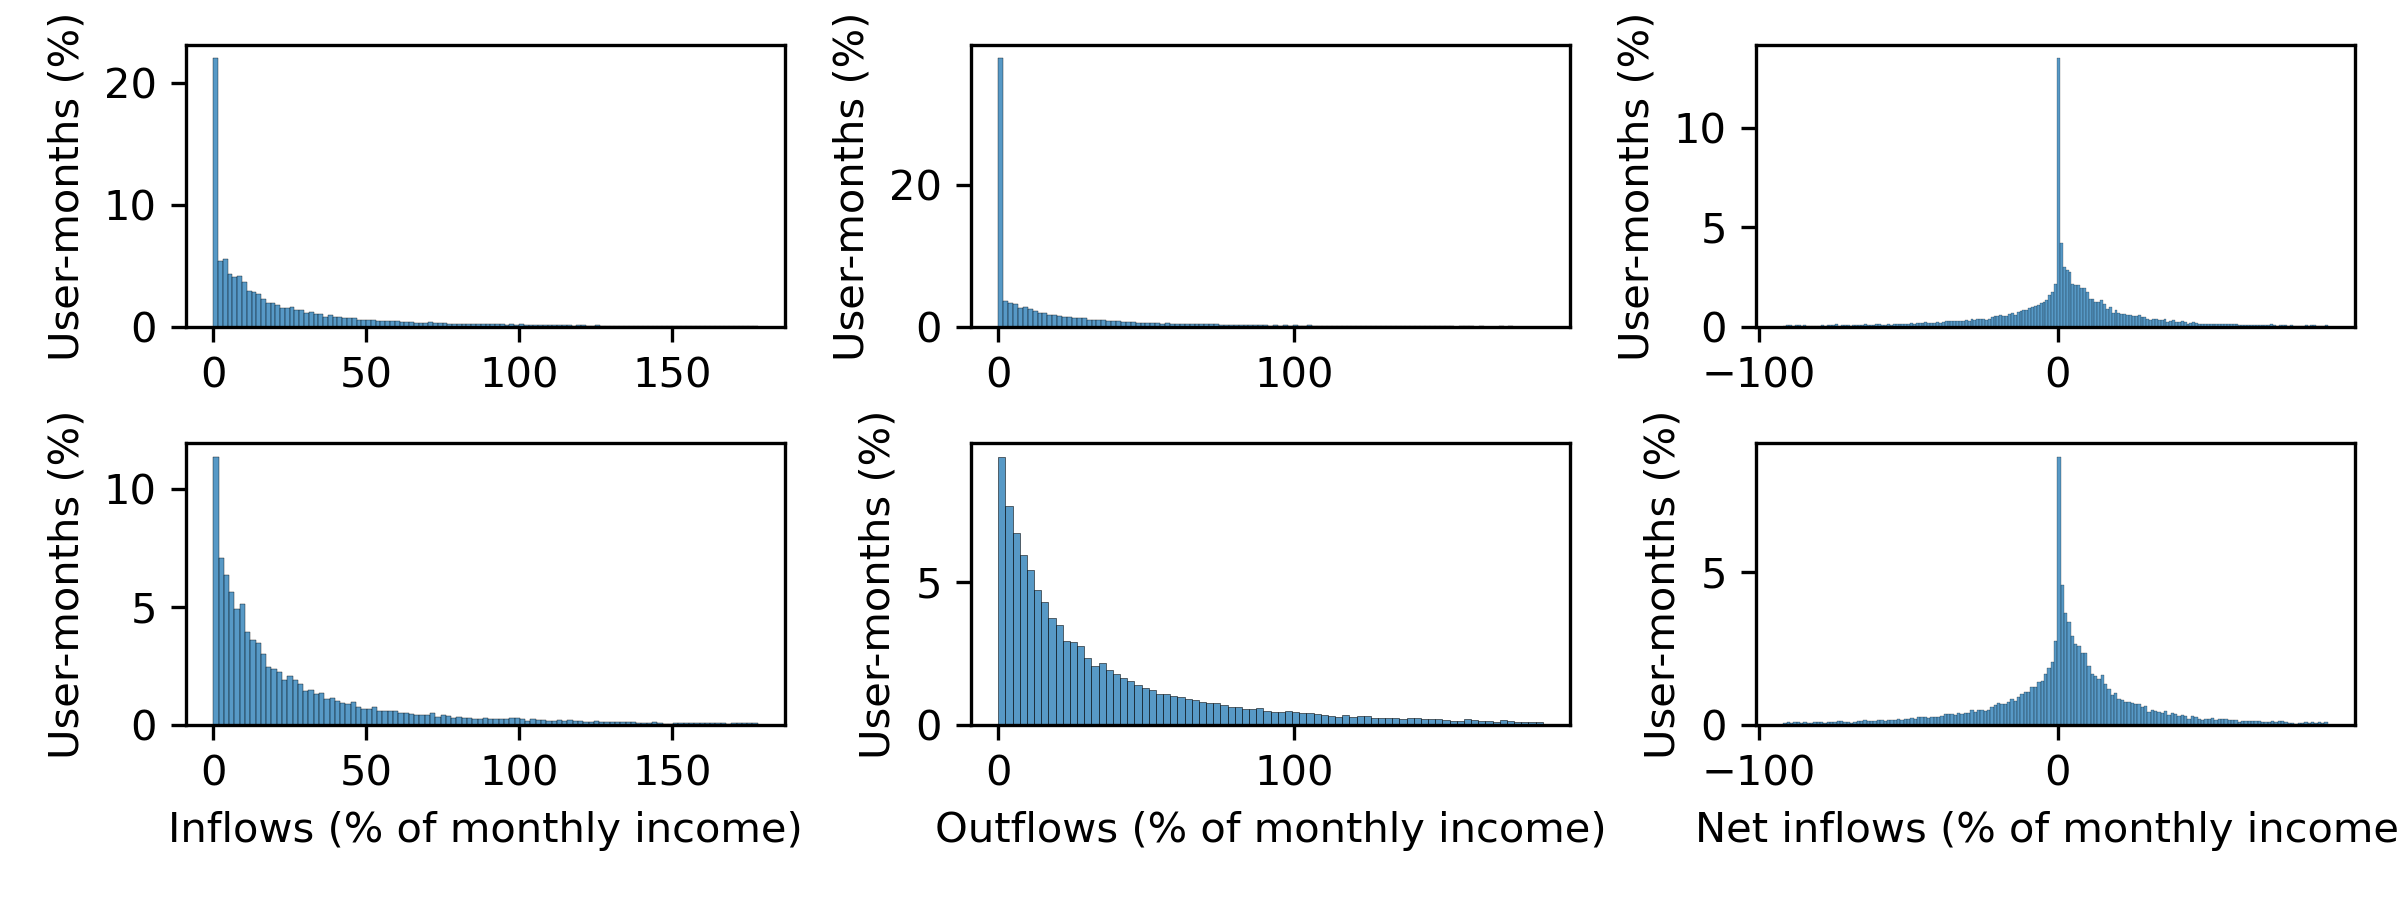 User-months (%)
20
10
0
0 50 100 150
User-months (%)
20
0
0 100
User-months (%)
10
5
0
−100 0
User-months (%)
10
5
0
0 50 100 150
Inflows (% of monthly income)
User-months (%)
5
0
0 100
Outflows (% of monthly income)
User-months (%)
5
0
−100 0
Net inflows (% of monthly income